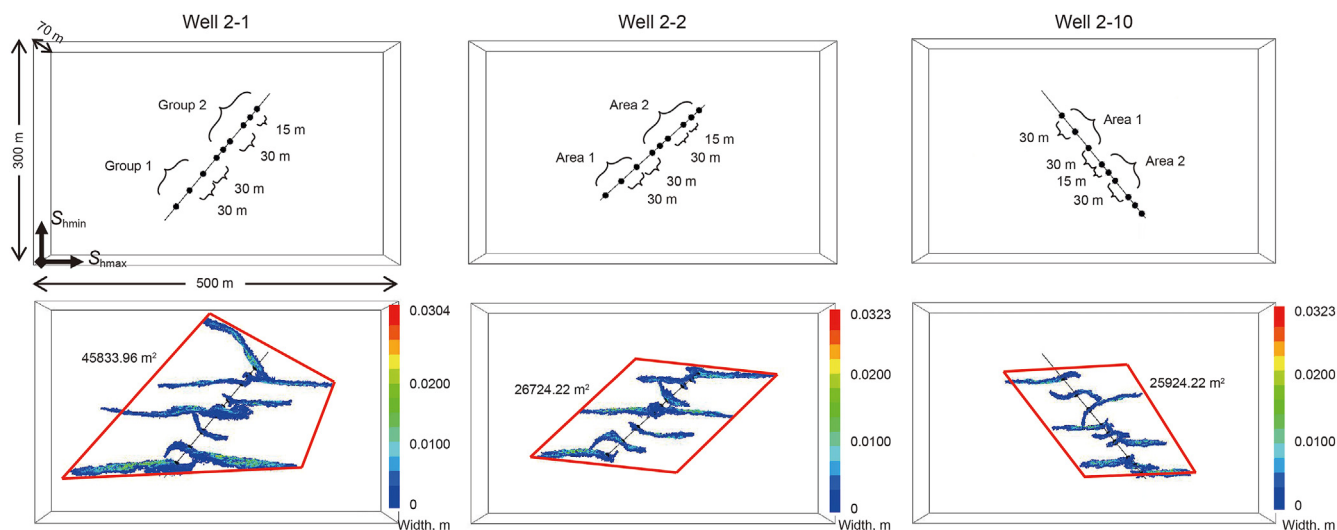 Well 2-1
Well 2-2
Well 2-10
70 m
300 m
Group 2
15 m
30 m
Group 1
30 m
30 m
Shmin
Shmax
500 m
Area 2
15 m
30 m
Area 1
30 m
30 m
Area 1
30 m
Area 2
30 m
15 m
30 m
45833.96 m²
0.0304
0.0200
0.0100
0
Width, m
26724.22 m²
0.0323
0.0200
0.0100
0
Width, m
25924.22 m²
0.0323
0.0200
0.0100
0
Width, m